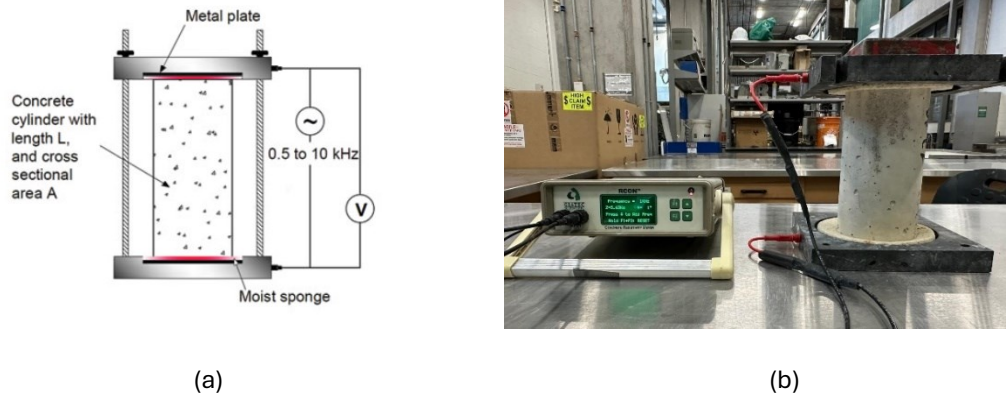 Metal plate
Concrete
cylinder with
length L,
and cross
sectional
area A
~
0.5 to 10 kHz
V
Moist sponge
HIGH
CLAIM
ITEM
RCON
(a)
(b)